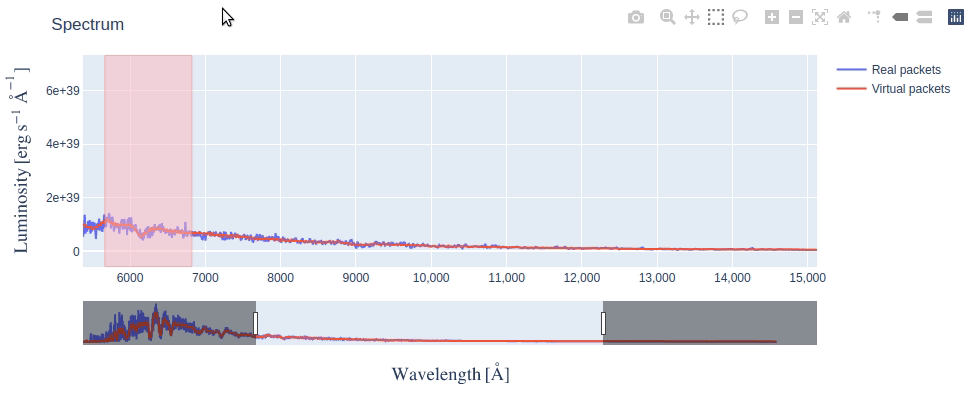 Spectrum
Luminosity [erg s⁻¹ Å⁻¹]
6e+39
4e+39
2e+39
0
6000 7000 8000 9000 10,000 11,000 12,000 13,000 14,000 15,000
Wavelength [Å]
Real packets
Virtual packets